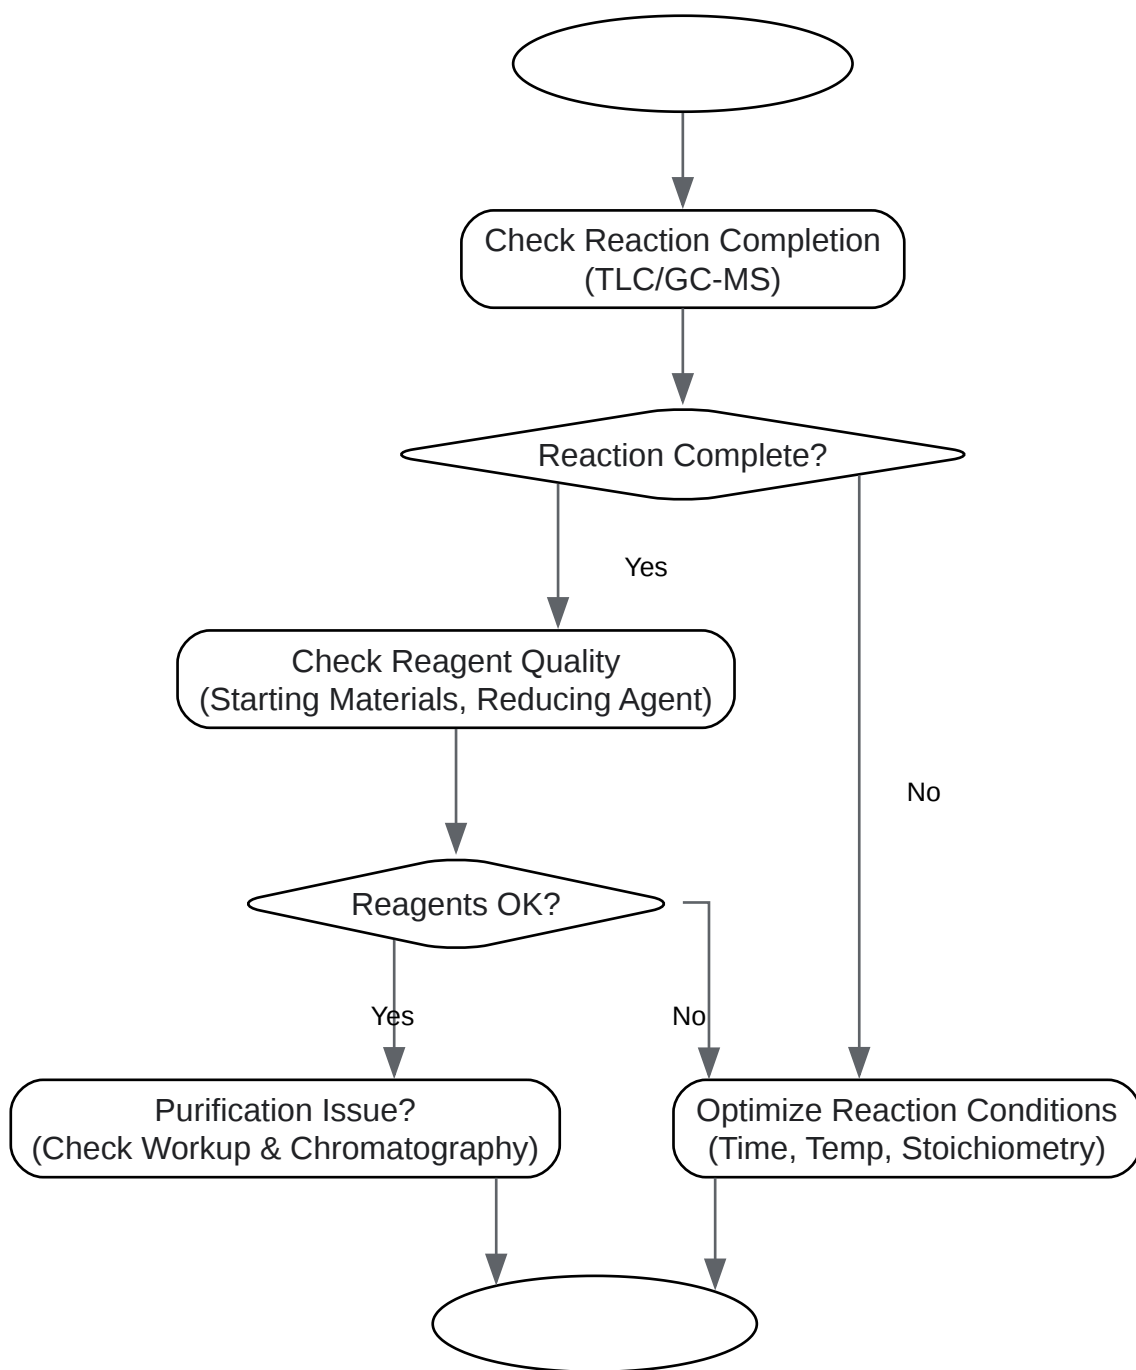 Check Reaction Completion
(TLC/GC-MS)
Reaction Complete?
Yes
Check Reagent Quality
(Starting Materials, Reducing Agent)
No
Reagents OK?
Yes
No
Purification Issue?
(Check Workup & Chromatography)
Optimize Reaction Conditions
(Time, Temp, Stoichiometry)